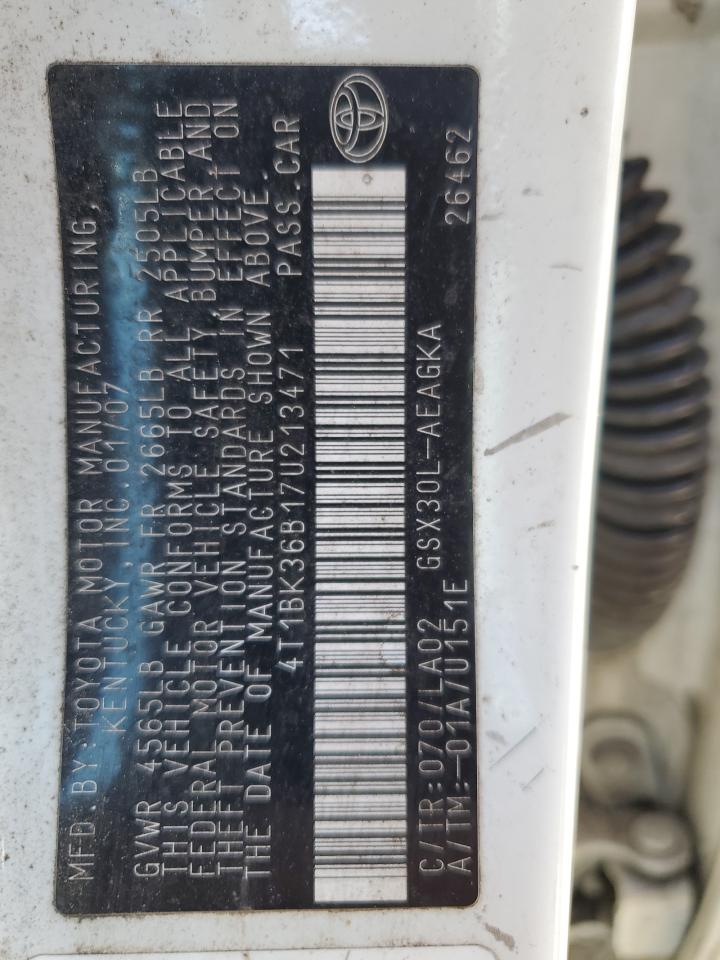 MFD.BY:TOYOTA MOTOR MANUFACTURING,
KENTUCKY, INC.01/07
GVWR 4565LB GAWR FR 2665LB RR 2505LB
THIS VEHICLE CONFORMS TO ALL APPLICABLE
FEDERAL MOTOR VEHICLE SAFETY, BUMPER, AND
THEFT PREVENTION STANDARDS IN EFFECT ON
THE DATE OF MANUFACTURE SHOWN ABOVE.
4T1BK36B17U213471 PASS.CAR
C/TR:070/LA02 GSX30L-AEAGKA
A/TM:-01A/U151E 26462